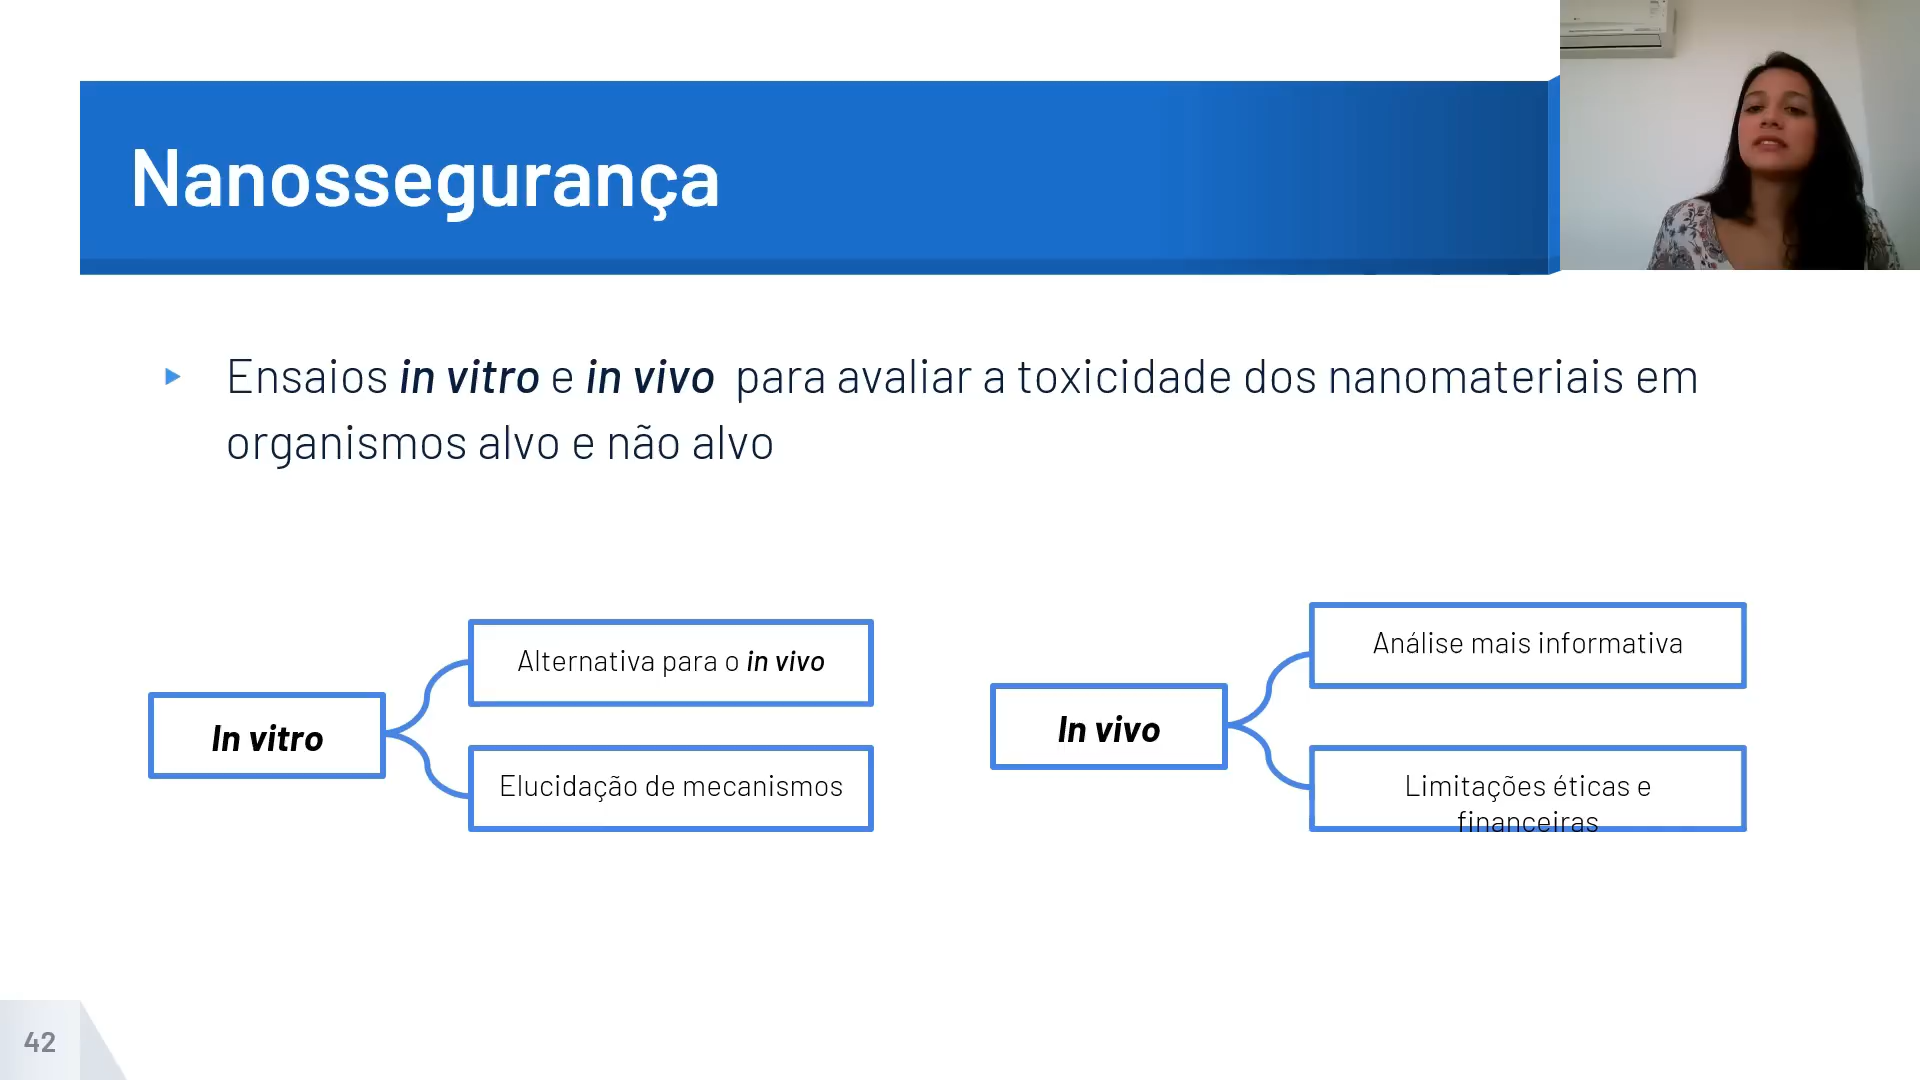 Nanossegurança
Ensaios in vitro e in vivo para avaliar a toxicidade dos nanomateriais em
organismos alvo e não alvo
In vitro
Alternativa para o in vivo
Elucidação de mecanismos
In vivo
Análise mais informativa
Limitações éticas e
financeiras
42